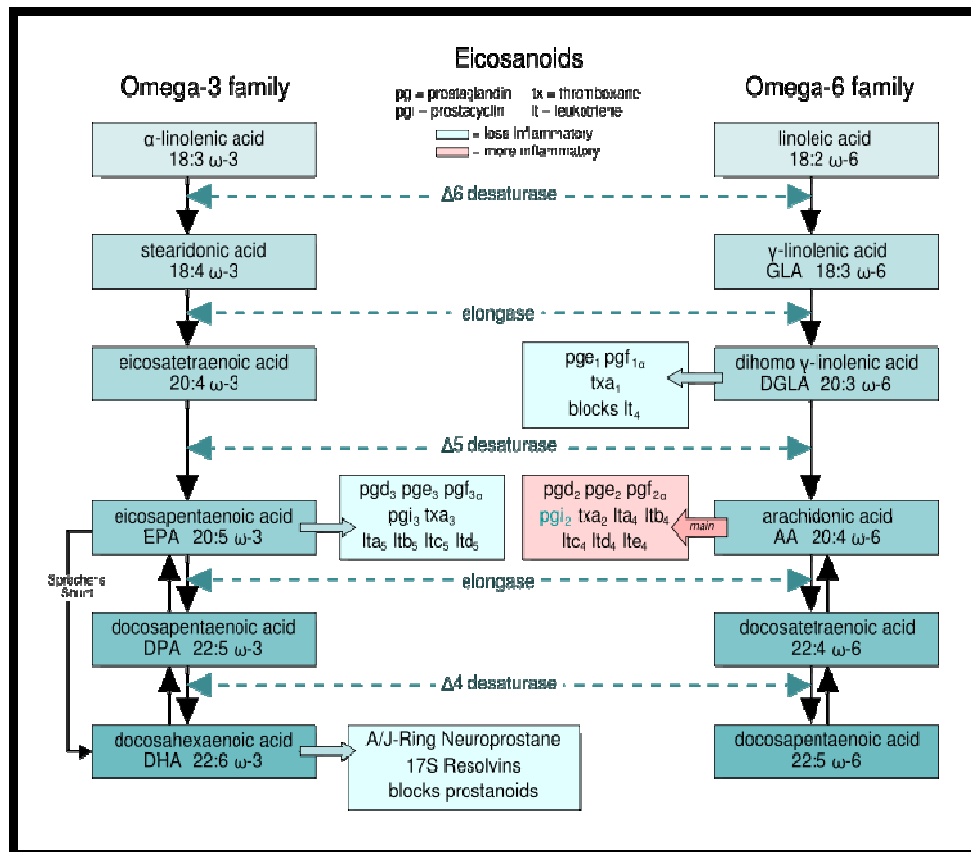 Eicosanoids
Omega-3 family
Omega-6 family
pg = prostaglandin tx = thromboxane
pgi = prostacyclin lt = leukotriene
= less inflammatory
= more inflammatory
α-linolenic acid
18:3 ω-3
linoleic acid
18:2 ω-6
Δ6 desaturase
stearidonic acid
18:4 ω-3
γ-linolenic acid
GLA 18:3 ω-6
elongase
eicosatetraenoic acid
20:4 ω-3
pge₁ pgf₁α
txa₁
blocks lt₄
dihomo γ-linolenic acid
DGLA 20:3 ω-6
Δ5 desaturase
eicosapentaenoic acid
EPA 20:5 ω-3
pgd₃ pge₃ pgf₃α
pgi₃ txa₃
lta₅ ltb₅ ltc₅ ltd₅
pgd₂ pge₂ pgf₂α
pgi₂ txa₂ lta₄ ltb₄
ltc₄ ltd₄ lte₄
main
arachidonic acid
AA 20:4 ω-6
Shunt
elongase
docosapentaenoic acid
DPA 22:5 ω-3
docosatetraenoic acid
22:4 ω-6
Δ4 desaturase
docosahexaenoic acid
DHA 22:6 ω-3
A/J-Ring Neuroprostane
17S Resolvins
blocks prostanoids
docosapentaenoic acid
22:5 ω-6